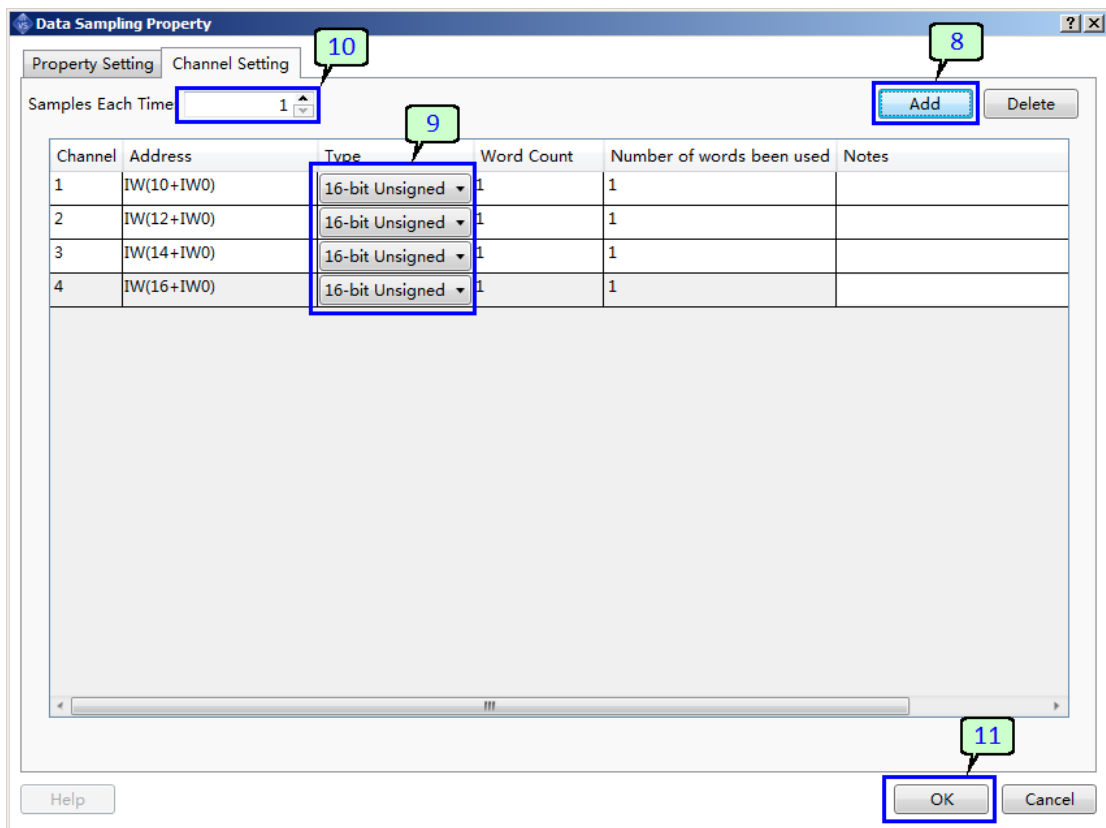 VS Data Sampling Property ? X
10
8
Property Setting Channel Setting
Samples Each Time 1 Add Delete
9
Channel Address Type Word Count Number of words been used Notes
1 IW(10+IW0) 16-bit Unsigned 1 1
2 IW(12+IW0) 16-bit Unsigned 1 1
3 IW(14+IW0) 16-bit Unsigned 1 1
4 IW(16+IW0) 16-bit Unsigned 1 1
11
Help OK Cancel